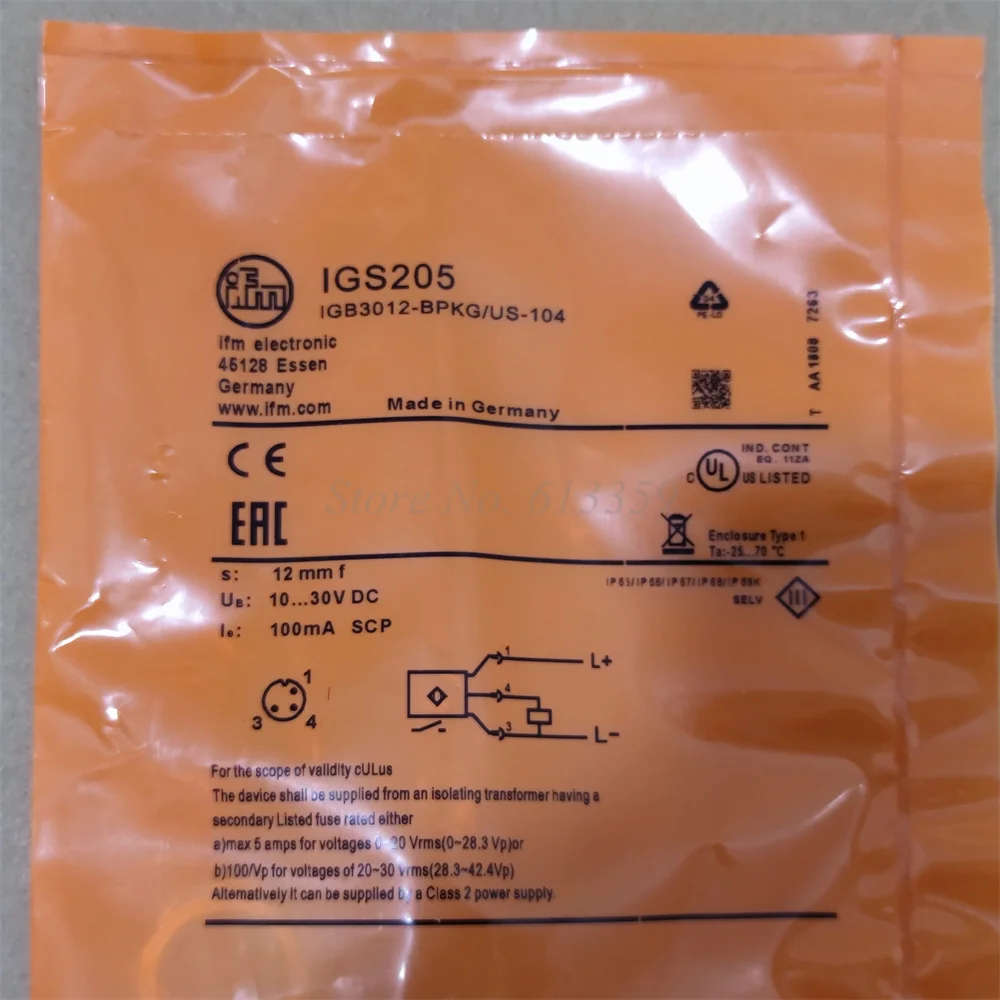 ifm
IGS205
IGB3012-BPKG/US-104
ifm electronic
45128 Essen
Germany
www.ifm.com
Made in Germany
PE-LD
T AA1808 7263
CE
IND. CONT
EQ. 11ZA
C UL US LISTED
Store No. 613359
EAC
Enclosure Type 1
Ta:-25...70 °C
s: 12 mm f
UB: 10...30V DC
Ie: 100mA SCP
IP 65/IP 66/IP 67/IP 68/IP 69K
SELV
III
1
3 4
1 L+
4
3 L-
For the scope of validity cULus
The device shall be supplied from an isolating transformer having a
secondary Listed fuse rated either
a)max 5 amps for voltages 0~20 Vrms(0~28.3 Vp)or
b)100/Vp for voltages of 20~30 Vrms(28.3~42.4Vp)
Alternatively it can be supplied by a Class 2 power supply.